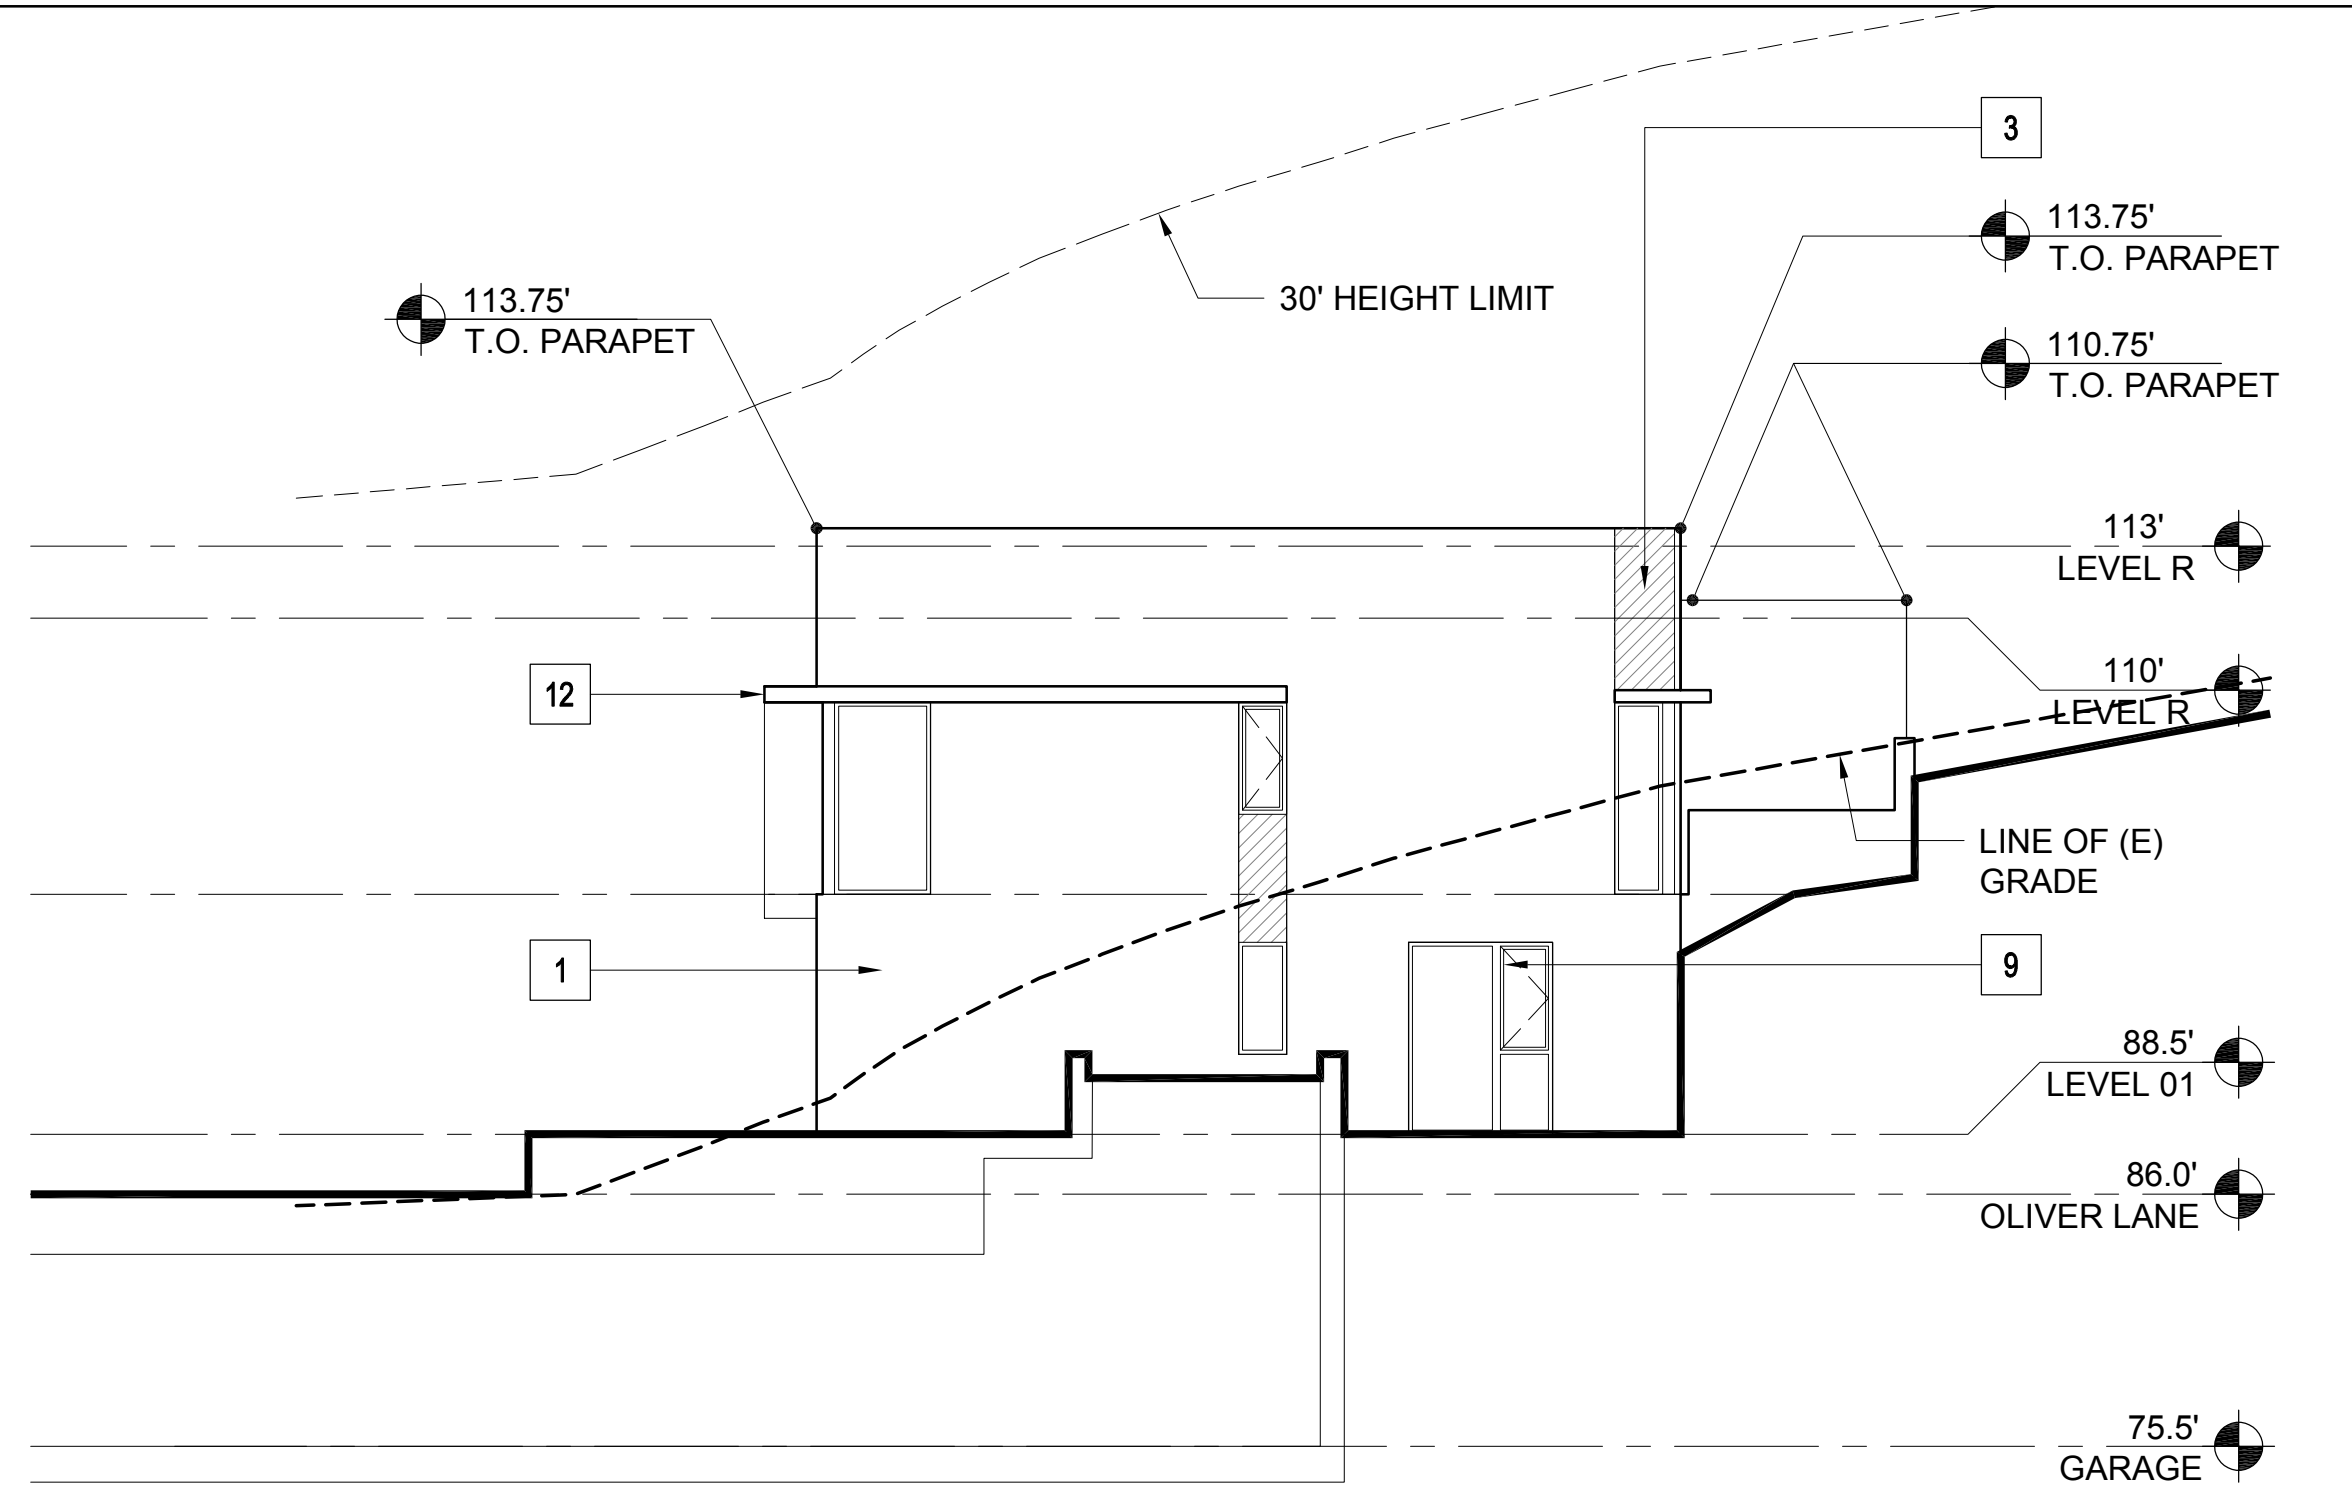 3
113.75'
T.O. PARAPET
30' HEIGHT LIMIT
113.75'
T.O. PARAPET
110.75'
T.O. PARAPET
113'
LEVEL R
12
110'
LEVEL R
LINE OF (E)
GRADE
1
9
88.5'
LEVEL 01
86.0'
OLIVER LANE
75.5'
GARAGE